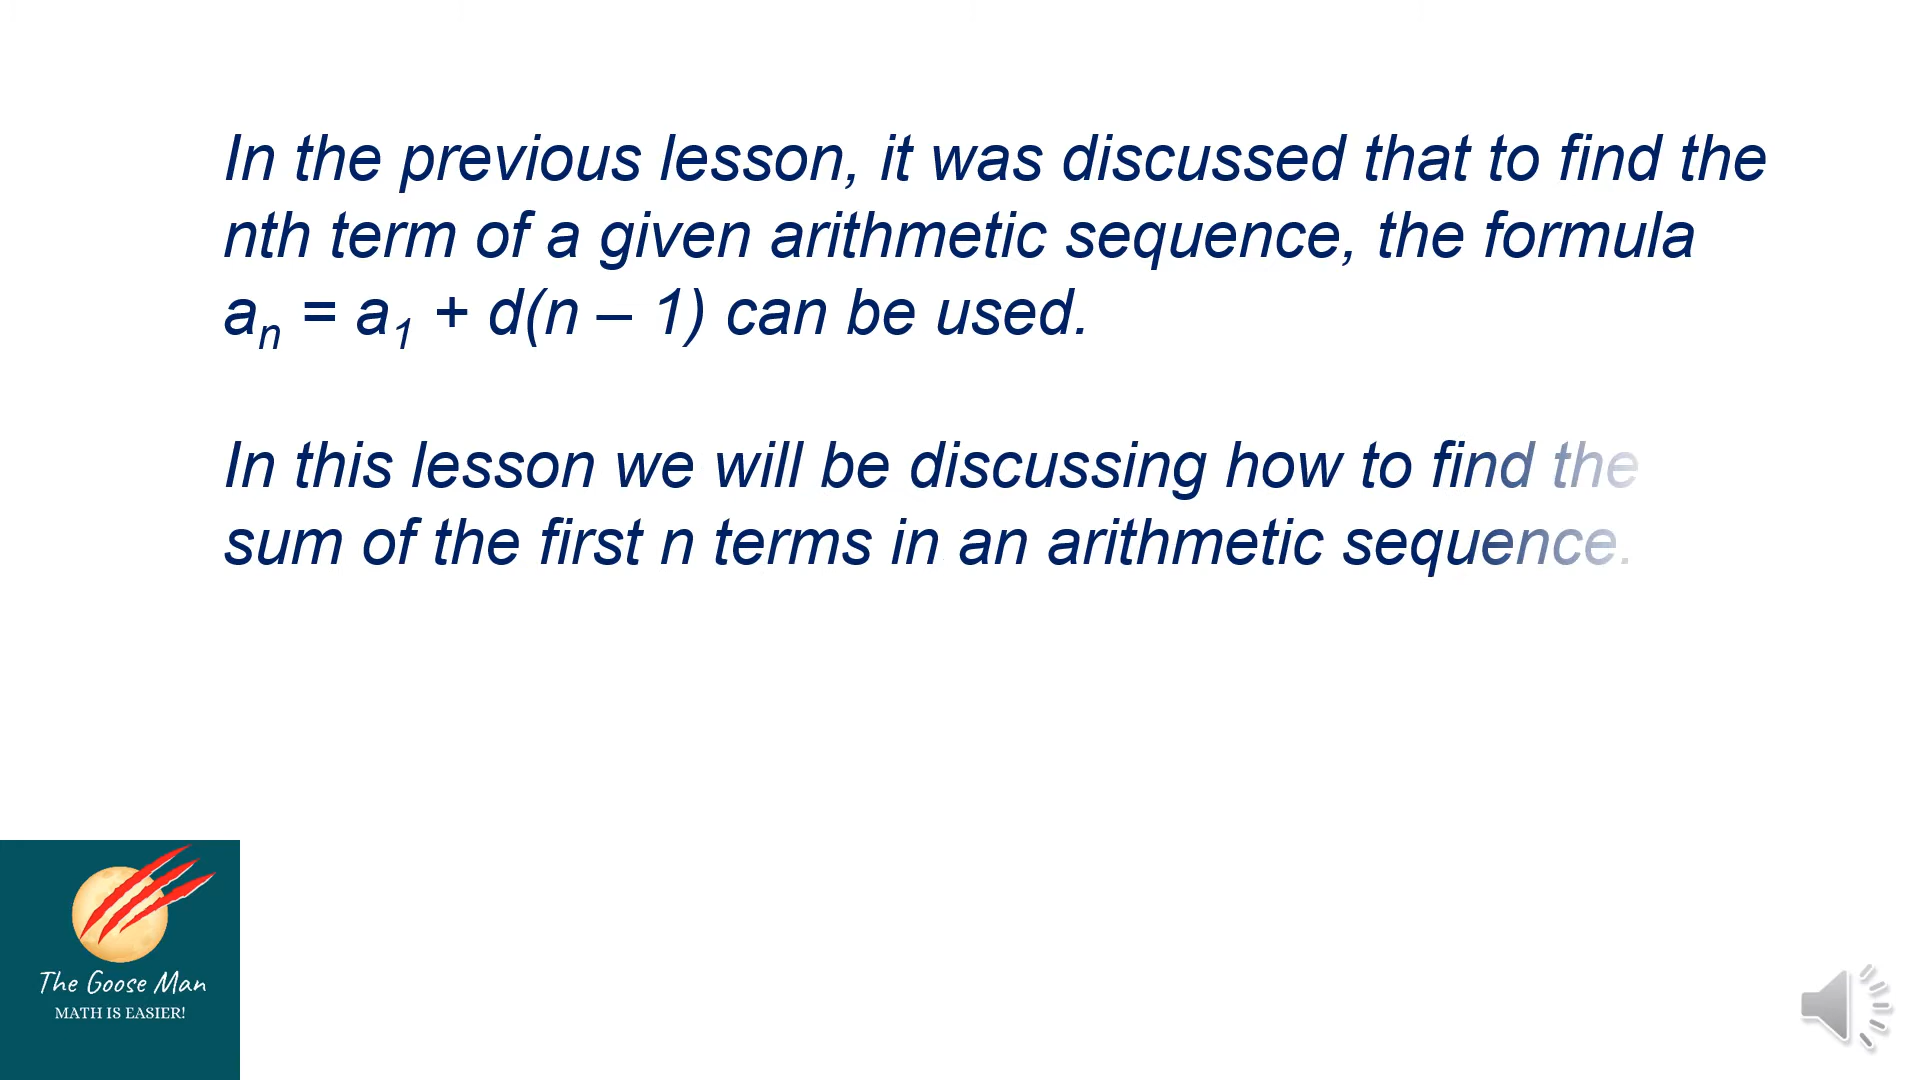 In the previous lesson, it was discussed that to find the
nth term of a given arithmetic sequence, the formula
aₙ = a₁ + d(n – 1) can be used.
In this lesson we will be discussing how to find the
sum of the first n terms in an arithmetic sequence.
The Goose Man
MATH IS EASIER!